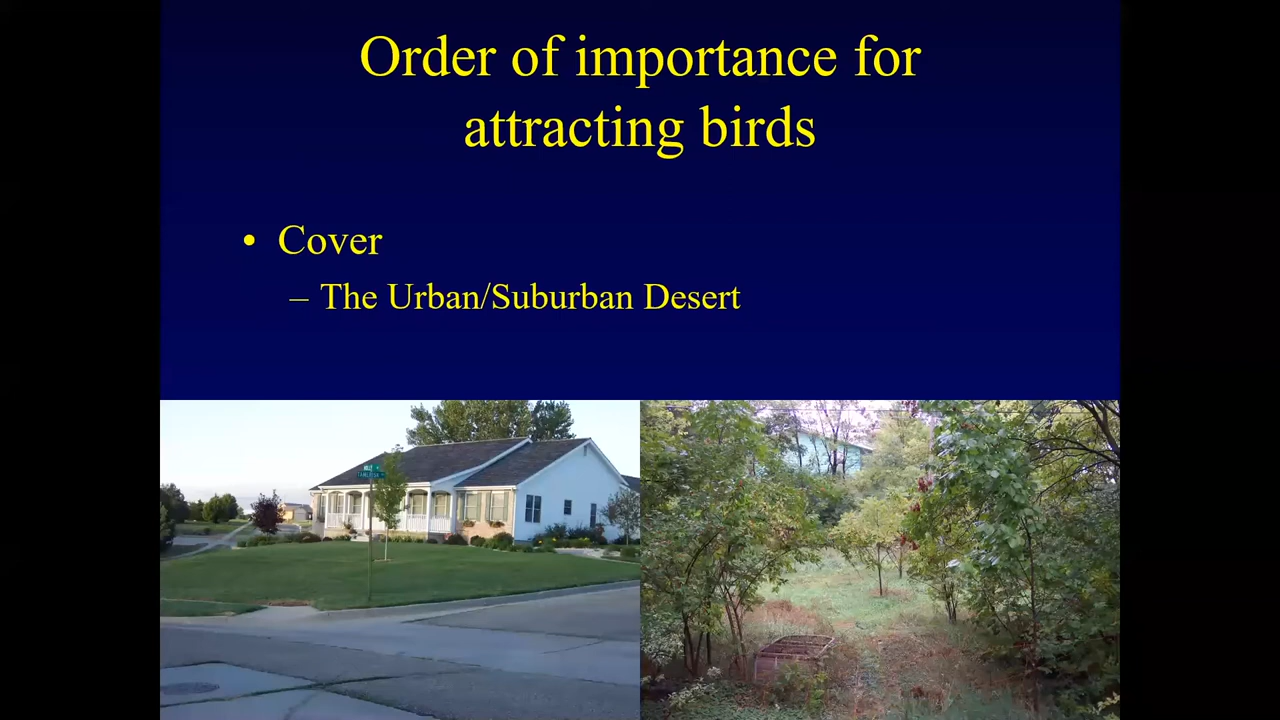 Order of importance for
attracting birds
• Cover
– The Urban/Suburban Desert